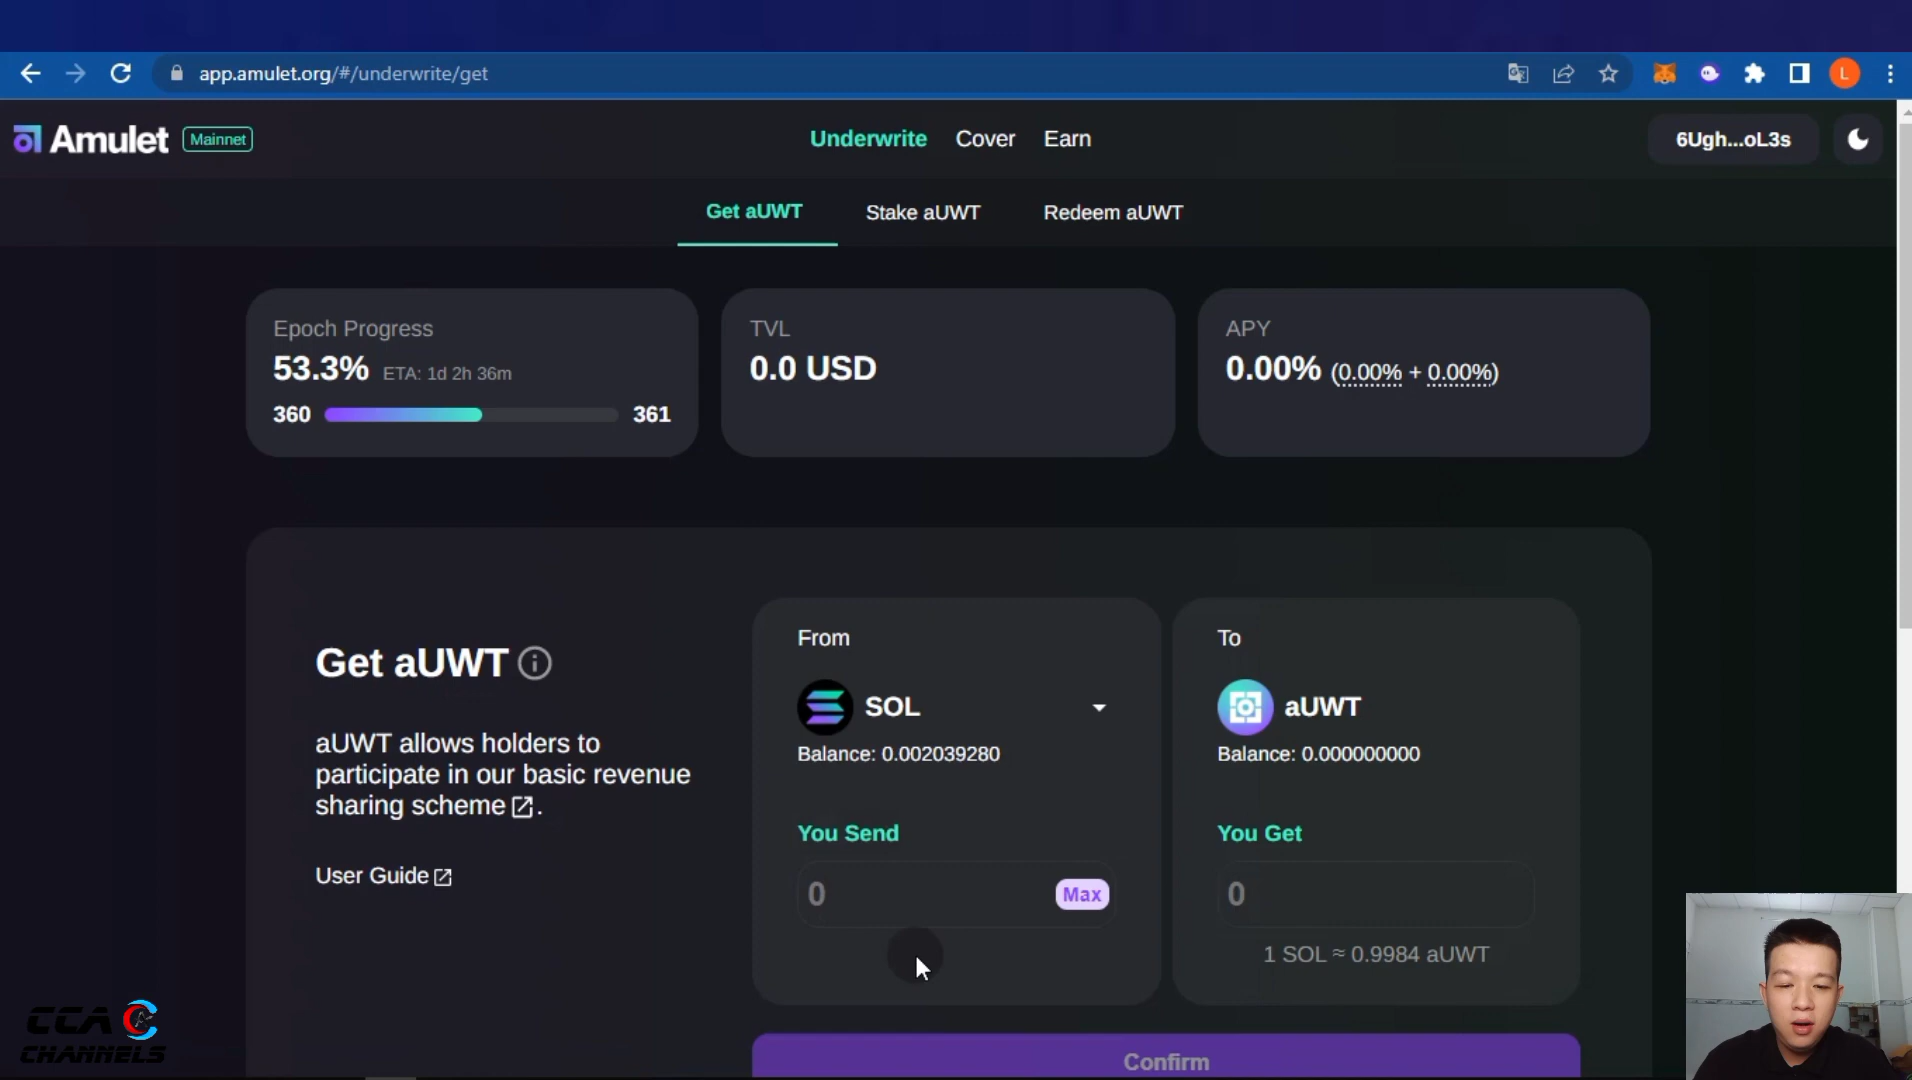 app.amulet.org/#/underwrite/get
L
Amulet Mainnet
Underwrite Cover Earn
6Ugh...oL3s
Get aUWT Stake aUWT Redeem aUWT
Epoch Progress
53.3% ETA: 1d 2h 36m
360 361
TVL
0.0 USD
APY
0.00% (0.00% + 0.00%)
Get aUWT
aUWT allows holders to
participate in our basic revenue
sharing scheme .
User Guide
From
SOL
Balance: 0.002039280
You Send
0 Max
To
aUWT
Balance: 0.000000000
You Get
0
1 SOL ≈ 0.9984 aUWT
Confirm
CCA
CHANNELS